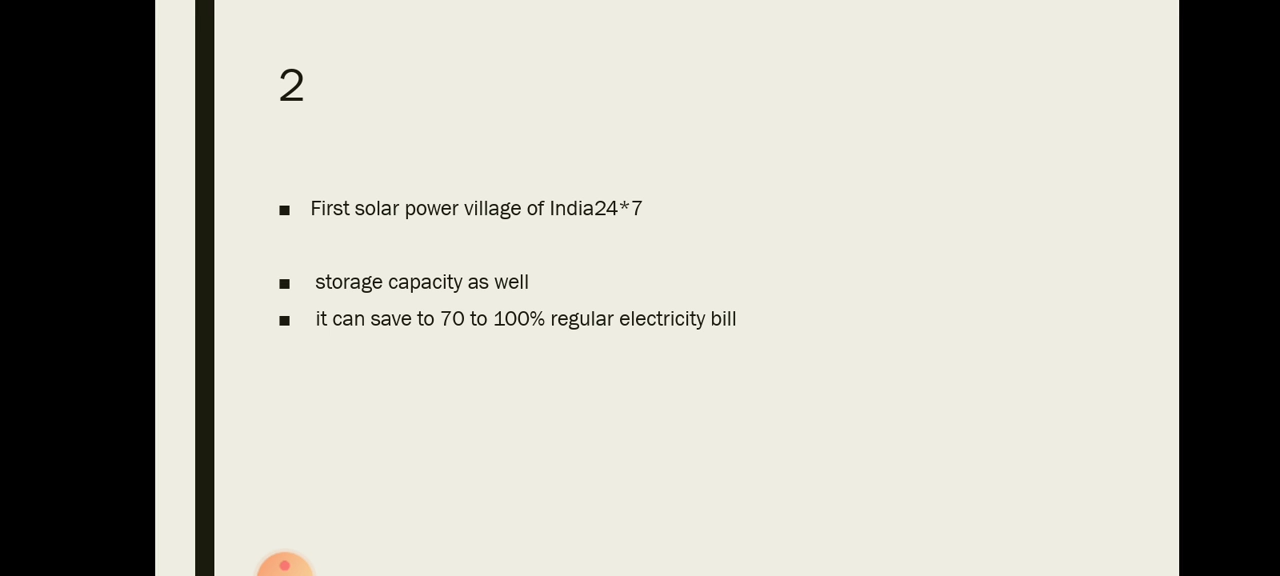 2
First solar power village of India24*7
storage capacity as well
it can save to 70 to 100% regular electricity bill